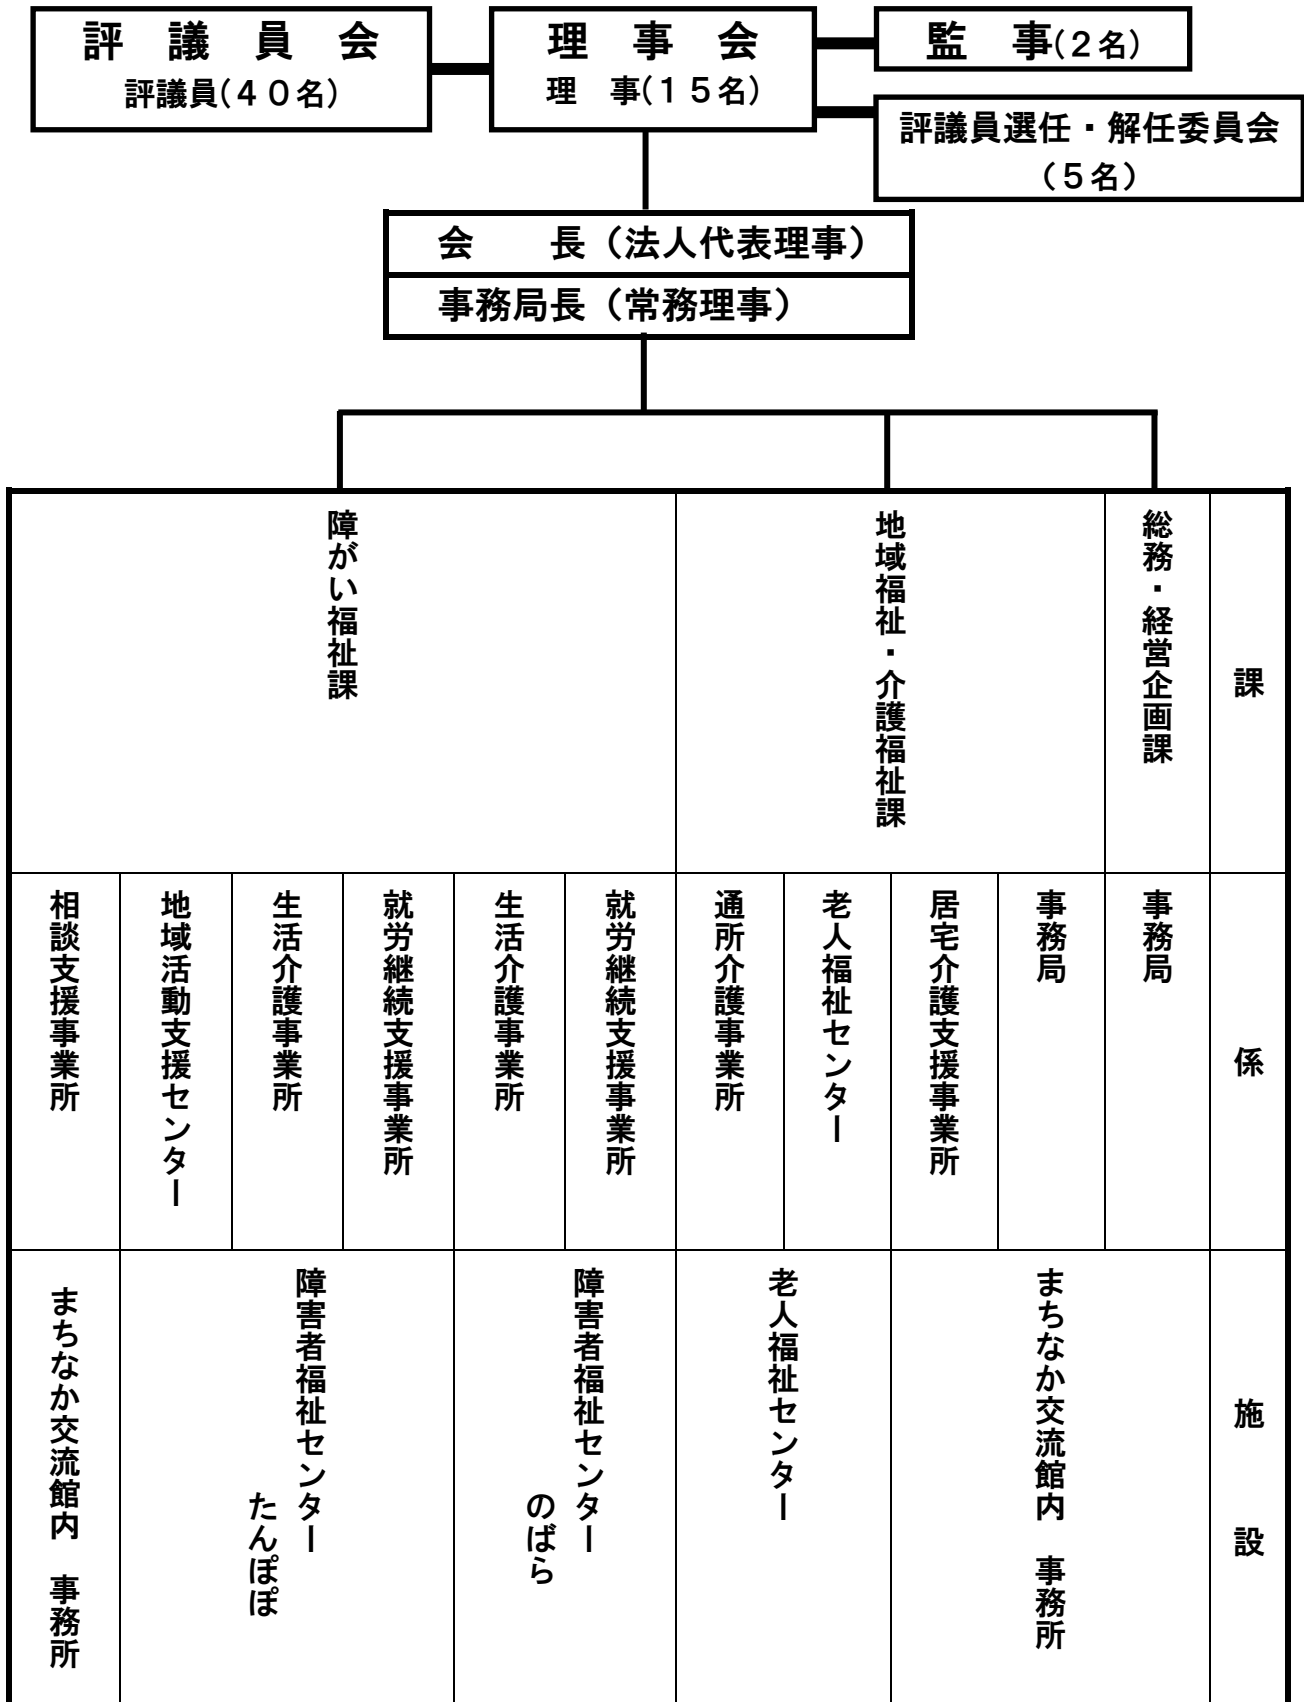 評　議　員　会
評議員(４０名)
理　事　会
理　事(１５名)
監　事(２名)
評議員選任・解任委員会
（５名）
会　　長（法人代表理事）
事務局長（常務理事）
課
総務・経営企画課
地域福祉・介護福祉課
障がい福祉課
係
事務局
事務局
居宅介護支援事業所
老人福祉センター
通所介護事業所
就労継続支援事業所
生活介護事業所
就労継続支援事業所
生活介護事業所
地域活動支援センター
相談支援事業所
施　設
まちなか交流館内　事務所
老人福祉センター
障害者福祉センター
のばら
障害者福祉センター
たんぽぽ
まちなか交流館内　事務所